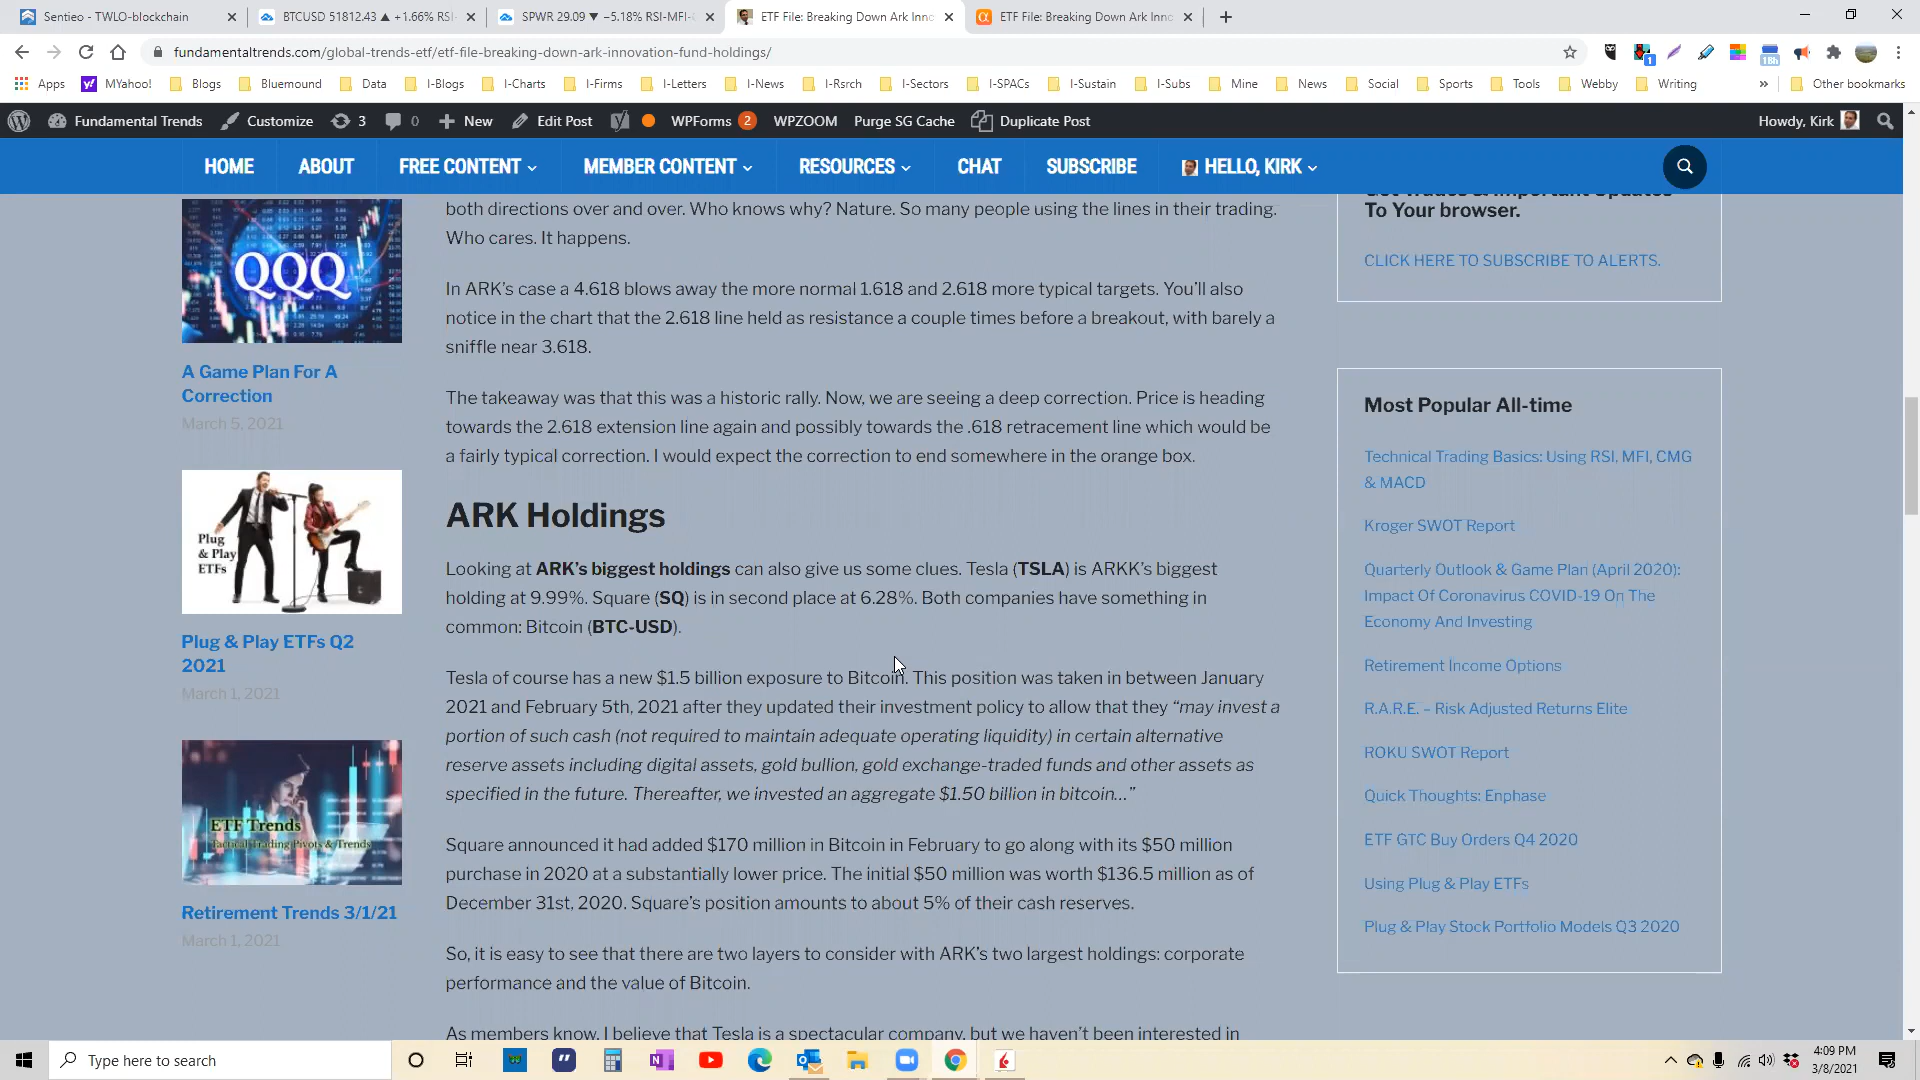 Sentieo - TWLO-blockchain
BTCUSD 51812.43 ▲ +1.66% RSI-
SPWR 29.09 ▼ −5.18% RSI-MFI-
ETF File: Breaking Down Ark Inno
ETF File: Breaking Down Ark Inno
fundamentaltrends.com/global-trends-etf/etf-file-breaking-down-ark-innovation-fund-holdings/
1
18h
Apps MYahoo! Blogs Bluemound Data I-Blogs I-Charts I-Firms I-Letters I-News I-Rsrch I-Sectors I-SPACs I-Sustain I-Subs Mine News Social Sports Tools Webby Writing » Other bookmarks
Fundamental Trends Customize 3 0 New Edit Post WPForms 2 WPZOOM Purge SG Cache Duplicate Post Howdy, Kirk
HOME ABOUT FREE CONTENT MEMBER CONTENT RESOURCES CHAT SUBSCRIBE HELLO, KIRK
QQQ
A Game Plan For A
Correction
March 5, 2021
Plug
& Play
ETFs
Plug & Play ETFs Q2
2021
March 1, 2021
ETF Trends
Tactical Trading Pivots & Trends
Retirement Trends 3/1/21
March 1, 2021
both directions over and over. Who knows why? Nature. So many people using the lines in their trading.
Who cares. It happens.
In ARK's case a 4.618 blows away the more normal 1.618 and 2.618 more typical targets. You'll also
notice in the chart that the 2.618 line held as resistance a couple times before a breakout, with barely a
sniffle near 3.618.
The takeaway was that this was a historic rally. Now, we are seeing a deep correction. Price is heading
towards the 2.618 extension line again and possibly towards the .618 retracement line which would be
a fairly typical correction. I would expect the correction to end somewhere in the orange box.
ARK Holdings
Looking at ARK's biggest holdings can also give us some clues. Tesla (TSLA) is ARKK's biggest
holding at 9.99%. Square (SQ) is in second place at 6.28%. Both companies have something in
common: Bitcoin (BTC-USD).
Tesla of course has a new $1.5 billion exposure to Bitcoin. This position was taken in between January
2021 and February 5th, 2021 after they updated their investment policy to allow that they “may invest a
portion of such cash (not required to maintain adequate operating liquidity) in certain alternative
reserve assets including digital assets, gold bullion, gold exchange-traded funds and other assets as
specified in the future. Thereafter, we invested an aggregate $1.50 billion in bitcoin…”
Square announced it had added $170 million in Bitcoin in February to go along with its $50 million
purchase in 2020 at a substantially lower price. The initial $50 million was worth $136.5 million as of
December 31st, 2020. Square's position amounts to about 5% of their cash reserves.
So, it is easy to see that there are two layers to consider with ARK's two largest holdings: corporate
performance and the value of Bitcoin.
As members know, I believe that Tesla is a spectacular company, but we haven't been interested in
To Your browser.
CLICK HERE TO SUBSCRIBE TO ALERTS.
Most Popular All-time
Technical Trading Basics: Using RSI, MFI, CMG
& MACD
Kroger SWOT Report
Quarterly Outlook & Game Plan (April 2020):
Impact Of Coronavirus COVID-19 On The
Economy And Investing
Retirement Income Options
R.A.R.E. – Risk Adjusted Returns Elite
ROKU SWOT Report
Quick Thoughts: Enphase
ETF GTC Buy Orders Q4 2020
Using Plug & Play ETFs
Plug & Play Stock Portfolio Models Q3 2020
Type here to search
4:09 PM
3/8/2021